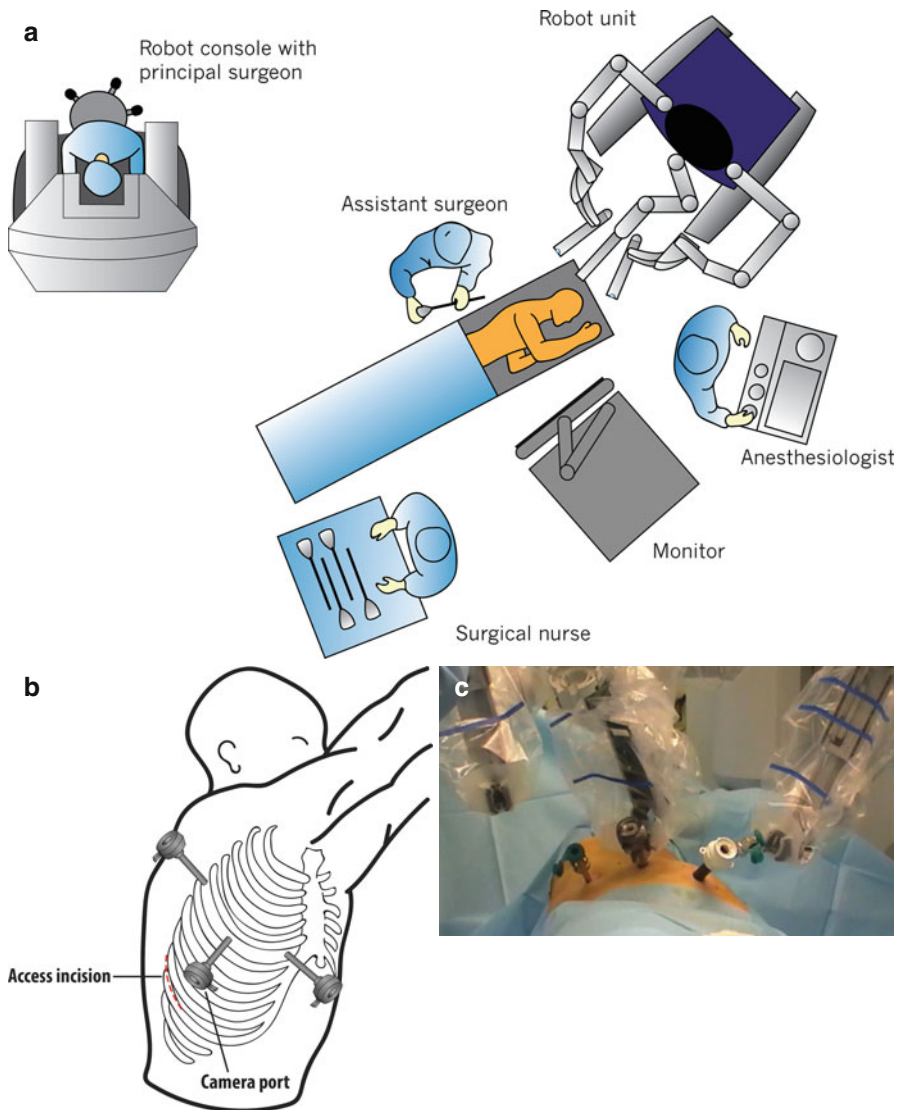 a
Robot console with
principal surgeon
Robot unit
Assistant surgeon
Anesthesiologist
Monitor
Surgical nurse
b
c
Access incision
Camera port